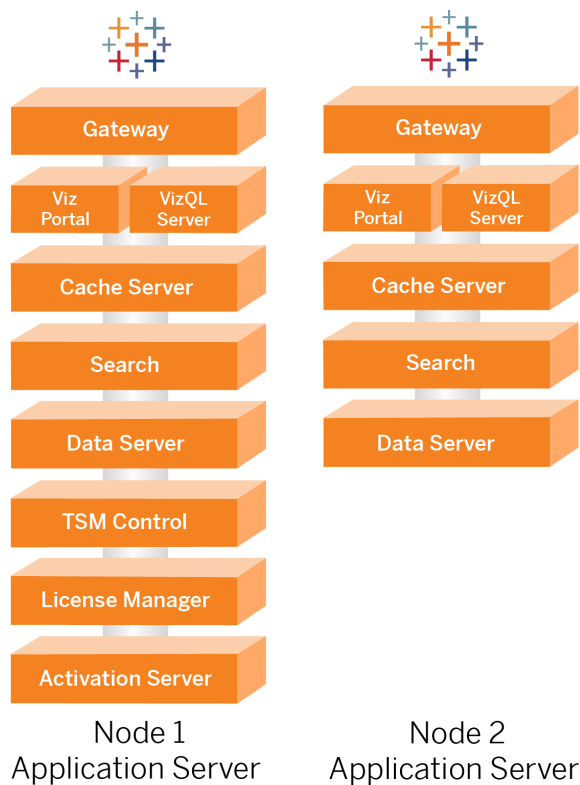 Gateway
Viz
Portal
VizQL
Server
Cache Server
Search
Data Server
TSM Control
License Manager
Activation Server
Node 1
Application Server
Gateway
Viz
Portal
VizQL
Server
Cache Server
Search
Data Server
Node 2
Application Server